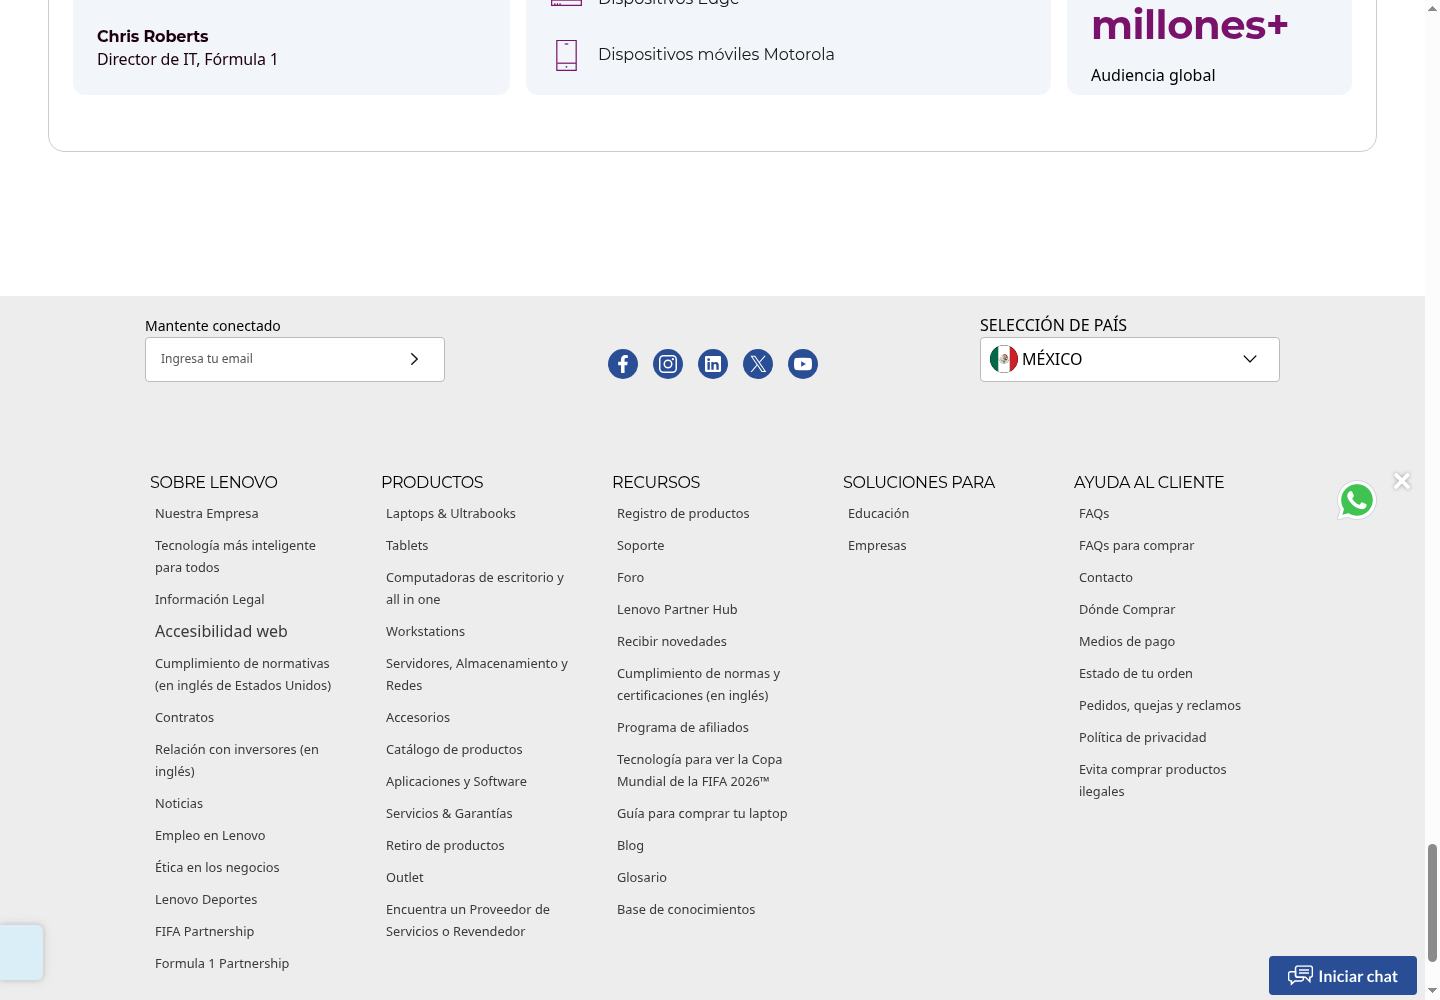 Dispositivos Edge
millones+
Chris Roberts
Director de IT, Fórmula 1
Dispositivos móviles Motorola
Audiencia global
Mantente conectado
Ingresa tu email
SELECCIÓN DE PAÍS
MÉXICO
SOBRE LENOVO
Nuestra Empresa
Tecnología más inteligente
para todos
Información Legal
Accesibilidad web
Cumplimiento de normativas
(en inglés de Estados Unidos)
Contratos
Relación con inversores (en
inglés)
Noticias
Empleo en Lenovo
Ética en los negocios
Lenovo Deportes
FIFA Partnership
Formula 1 Partnership
PRODUCTOS
Laptops & Ultrabooks
Tablets
Computadoras de escritorio y
all in one
Workstations
Servidores, Almacenamiento y
Redes
Accesorios
Catálogo de productos
Aplicaciones y Software
Servicios & Garantías
Retiro de productos
Outlet
Encuentra un Proveedor de
Servicios o Revendedor
RECURSOS
Registro de productos
Soporte
Foro
Lenovo Partner Hub
Recibir novedades
Cumplimiento de normas y
certificaciones (en inglés)
Programa de afiliados
Tecnología para ver la Copa
Mundial de la FIFA 2026™
Guía para comprar tu laptop
Blog
Glosario
Base de conocimientos
SOLUCIONES PARA
Educación
Empresas
AYUDA AL CLIENTE
FAQs
FAQs para comprar
Contacto
Dónde Comprar
Medios de pago
Estado de tu orden
Pedidos, quejas y reclamos
Política de privacidad
Evita comprar productos
ilegales
Iniciar chat